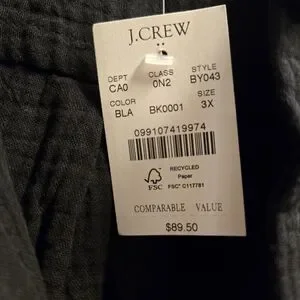 J.CREW
DEPT CLASS STYLE
CA0 0N2 BY043
COLOR SIZE
BLA BK0001 3X
099107419974
RECYCLED
Paper
FSC FSC® C117781
COMPARABLE VALUE
$89.50